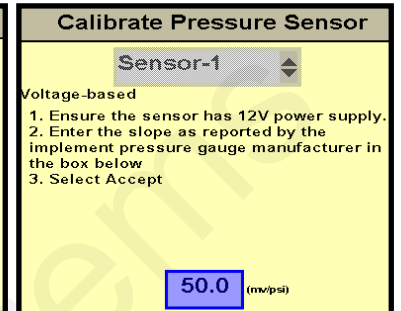 Calibrate Pressure Sensor
Sensor-1
Voltage-based
1. Ensure the sensor has 12V power supply.
2. Enter the slope as reported by the
implement pressure gauge manufacturer in
the box below
3. Select Accept
50.0 (mv/psi)